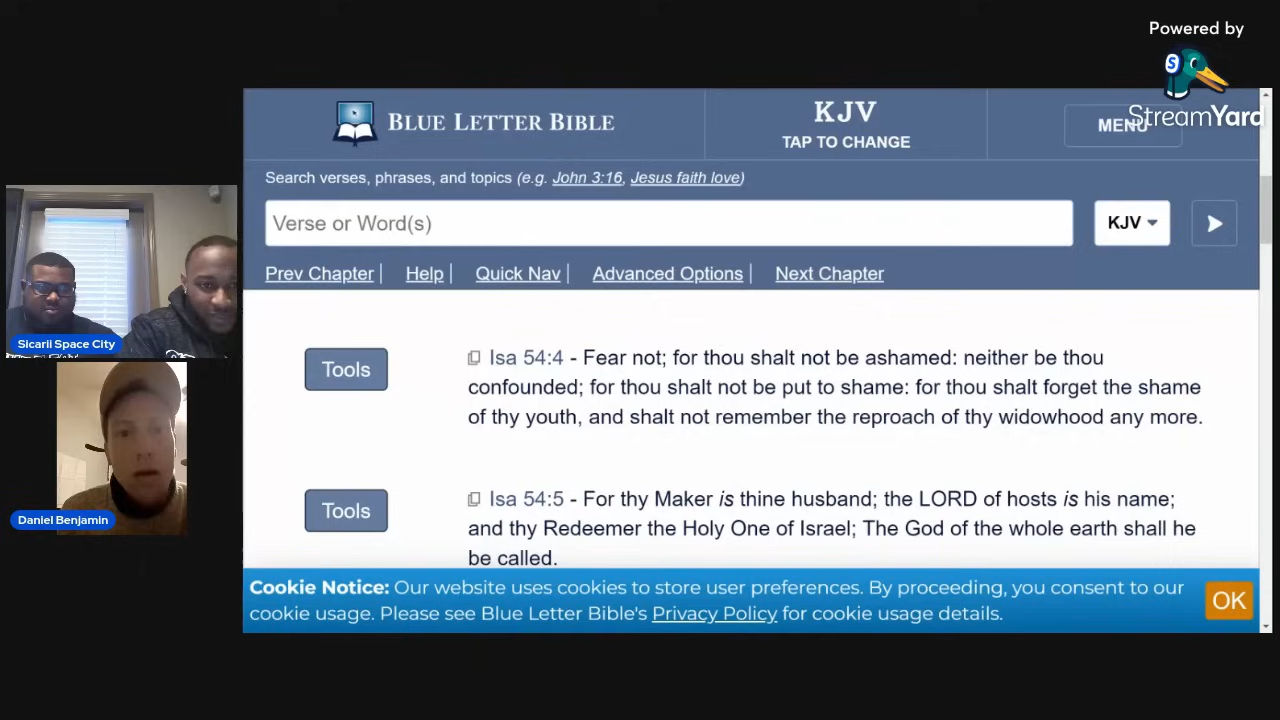 Powered by
StreamYard
BLUE LETTER BIBLE
KJV
TAP TO CHANGE
MENU
Search verses, phrases, and topics (e.g. John 3:16, Jesus faith love)
Verse or Word(s)
KJV
Prev Chapter| Help| Quick Nav| Advanced Options| Next Chapter
Tools
Isa 54:4 - Fear not; for thou shalt not be ashamed: neither be thou
confounded; for thou shalt not be put to shame: for thou shalt forget the shame
of thy youth, and shalt not remember the reproach of thy widowhood any more.
Tools
Isa 54:5 - For thy Maker is thine husband; the LORD of hosts is his name;
and thy Redeemer the Holy One of Israel; The God of the whole earth shall he
be called.
Cookie Notice: Our website uses cookies to store user preferences. By proceeding, you consent to our
cookie usage. Please see Blue Letter Bible's Privacy Policy for cookie usage details.
OK
Sicarii Space City
Daniel Benjamin